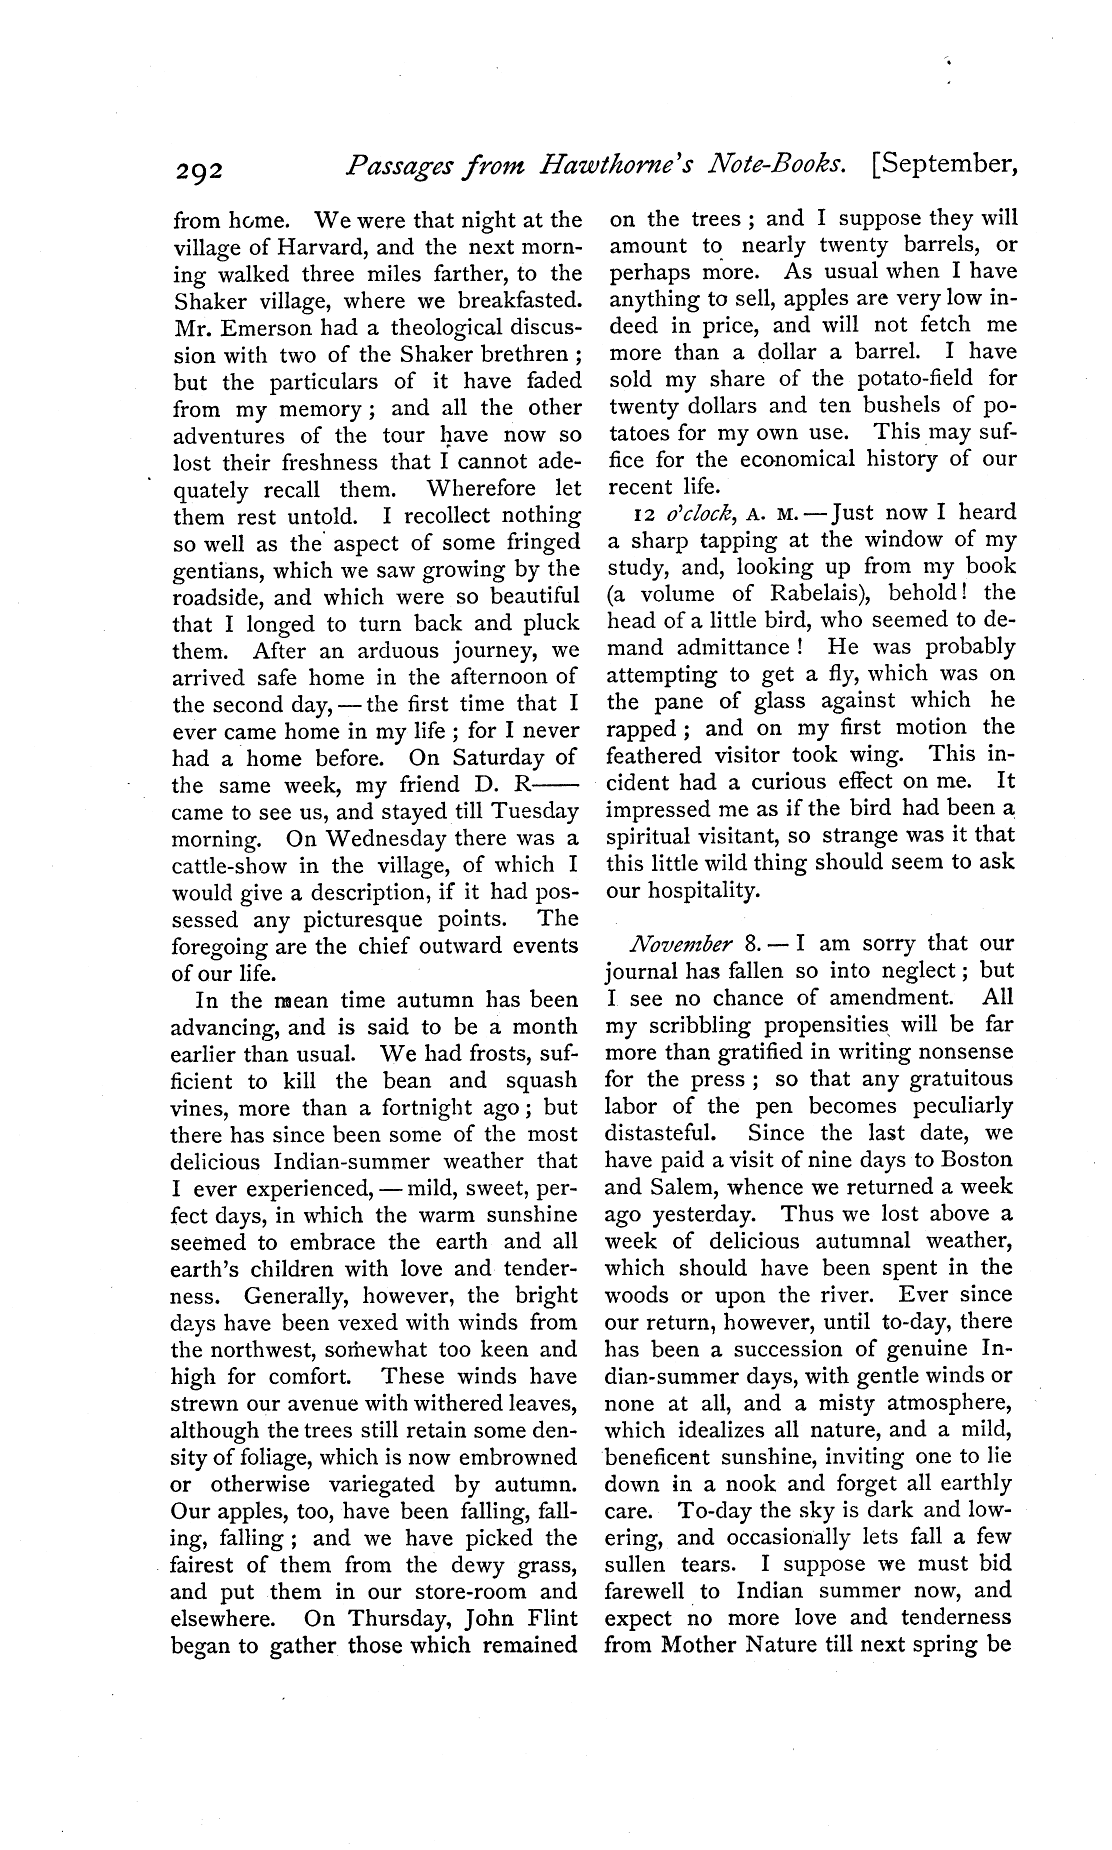 292 Passages from Hawthorne's Note-Books. [September,
from home. We were that night at the
village of Harvard, and the next morn-
ing walked three miles farther, to the
Shaker village, where we breakfasted.
Mr. Emerson had a theological discus-
sion with two of the Shaker brethren ;
but the particulars of it have faded
from my memory ; and all the other
adventures of the tour have now so
lost their freshness that I cannot ade-
quately recall them. Wherefore let
them rest untold. I recollect nothing
so well as the aspect of some fringed
gentians, which we saw growing by the
roadside, and which were so beautiful
that I longed to turn back and pluck
them. After an arduous journey, we
arrived safe home in the afternoon of
the second day, — the first time that I
ever came home in my life ; for I never
had a home before. On Saturday of
the same week, my friend D. R——
came to see us, and stayed till Tuesday
morning. On Wednesday there was a
cattle-show in the village, of which I
would give a description, if it had pos-
sessed any picturesque points. The
foregoing are the chief outward events
of our life.
In the mean time autumn has been
advancing, and is said to be a month
earlier than usual. We had frosts, suf-
ficient to kill the bean and squash
vines, more than a fortnight ago ; but
there has since been some of the most
delicious Indian-summer weather that
I ever experienced, — mild, sweet, per-
fect days, in which the warm sunshine
seemed to embrace the earth and all
earth's children with love and tender-
ness. Generally, however, the bright
days have been vexed with winds from
the northwest, somewhat too keen and
high for comfort. These winds have
strewn our avenue with withered leaves,
although the trees still retain some den-
sity of foliage, which is now embrowned
or otherwise variegated by autumn.
Our apples, too, have been falling, fall-
ing, falling ; and we have picked the
fairest of them from the dewy grass,
and put them in our store-room and
elsewhere. On Thursday, John Flint
began to gather those which remained
on the trees ; and I suppose they will
amount to nearly twenty barrels, or
perhaps more. As usual when I have
anything to sell, apples are very low in-
deed in price, and will not fetch me
more than a dollar a barrel. I have
sold my share of the potato-field for
twenty dollars and ten bushels of po-
tatoes for my own use. This may suf-
fice for the economical history of our
recent life.
12 o'clock, A. M. — Just now I heard
a sharp tapping at the window of my
study, and, looking up from my book
(a volume of Rabelais), behold! the
head of a little bird, who seemed to de-
mand admittance ! He was probably
attempting to get a fly, which was on
the pane of glass against which he
rapped ; and on my first motion the
feathered visitor took wing. This in-
cident had a curious effect on me. It
impressed me as if the bird had been a
spiritual visitant, so strange was it that
this little wild thing should seem to ask
our hospitality.
November 8. — I am sorry that our
journal has fallen so into neglect ; but
I see no chance of amendment. All
my scribbling propensities will be far
more than gratified in writing nonsense
for the press ; so that any gratuitous
labor of the pen becomes peculiarly
distasteful. Since the last date, we
have paid a visit of nine days to Boston
and Salem, whence we returned a week
ago yesterday. Thus we lost above a
week of delicious autumnal weather,
which should have been spent in the
woods or upon the river. Ever since
our return, however, until to-day, there
has been a succession of genuine In-
dian-summer days, with gentle winds or
none at all, and a misty atmosphere,
which idealizes all nature, and a mild,
beneficent sunshine, inviting one to lie
down in a nook and forget all earthly
care. To-day the sky is dark and low-
ering, and occasionally lets fall a few
sullen tears. I suppose we must bid
farewell to Indian summer now, and
expect no more love and tenderness
from Mother Nature till next spring be